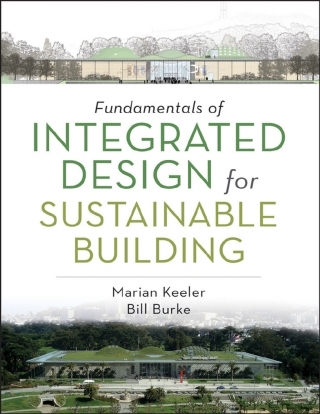 Fundamentals of
INTEGRATED
DESIGN for
SUSTAINABLE
BUILDING
Marian Keeler
Bill Burke